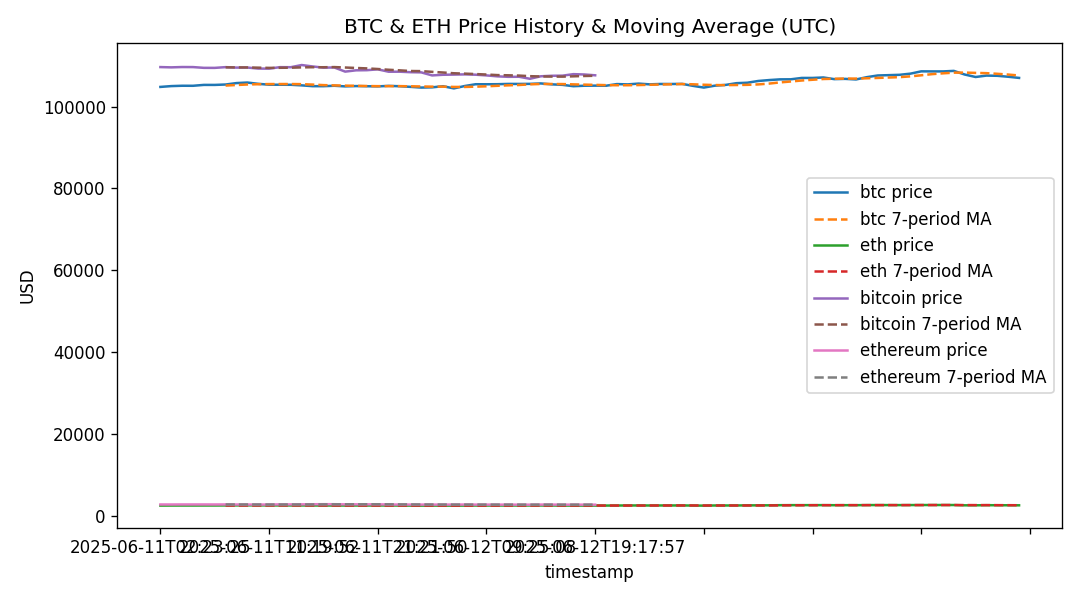 BTC & ETH Price History & Moving Average (UTC)
USD
100000
80000
60000
40000
20000
0
btc price
btc 7-period MA
eth price
eth 7-period MA
bitcoin price
bitcoin 7-period MA
ethereum price
ethereum 7-period MA
2025-06-12T19:17:57
timestamp